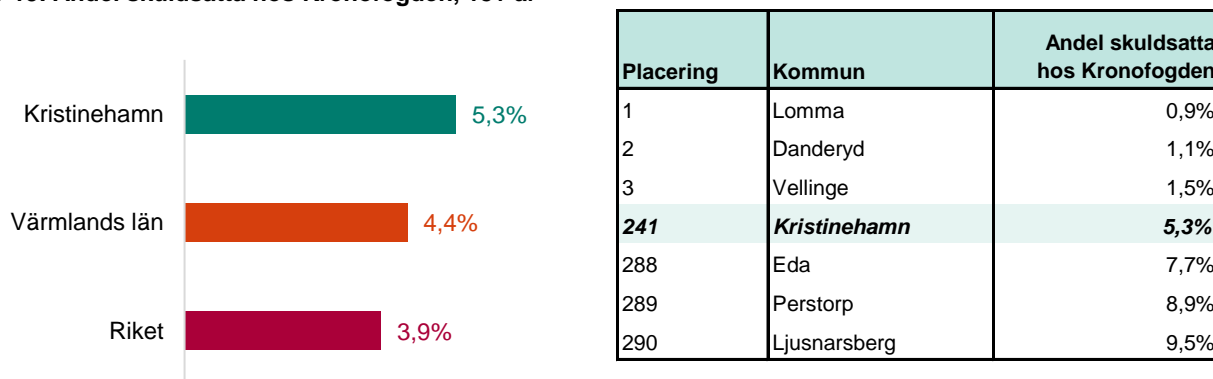 Kristinehamn 5,3%
Värmlands län 4,4%
Riket 3,9%
Placering Kommun Andel skuldsatta hos Kronofogden
1 Lomma 0,9%
2 Danderyd 1,1%
3 Vellinge 1,5%
241 Kristinehamn 5,3%
288 Eda 7,7%
289 Perstorp 8,9%
290 Ljusnarsberg 9,5%